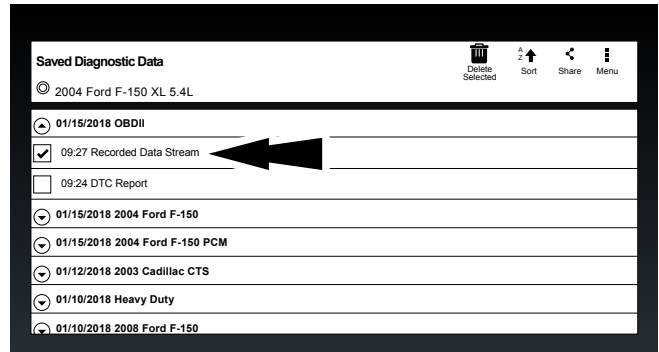 Saved Diagnostic Data
2004 Ford F-150 XL 5.4L
Delete
Selected
A
Z
Sort
Share
Menu
01/15/2018 OBDII
09:27 Recorded Data Stream
09:24 DTC Report
01/15/2018 2004 Ford F-150
01/15/2018 2004 Ford F-150 PCM
01/12/2018 2003 Cadillac CTS
01/10/2018 Heavy Duty
01/10/2018 2008 Ford F-150